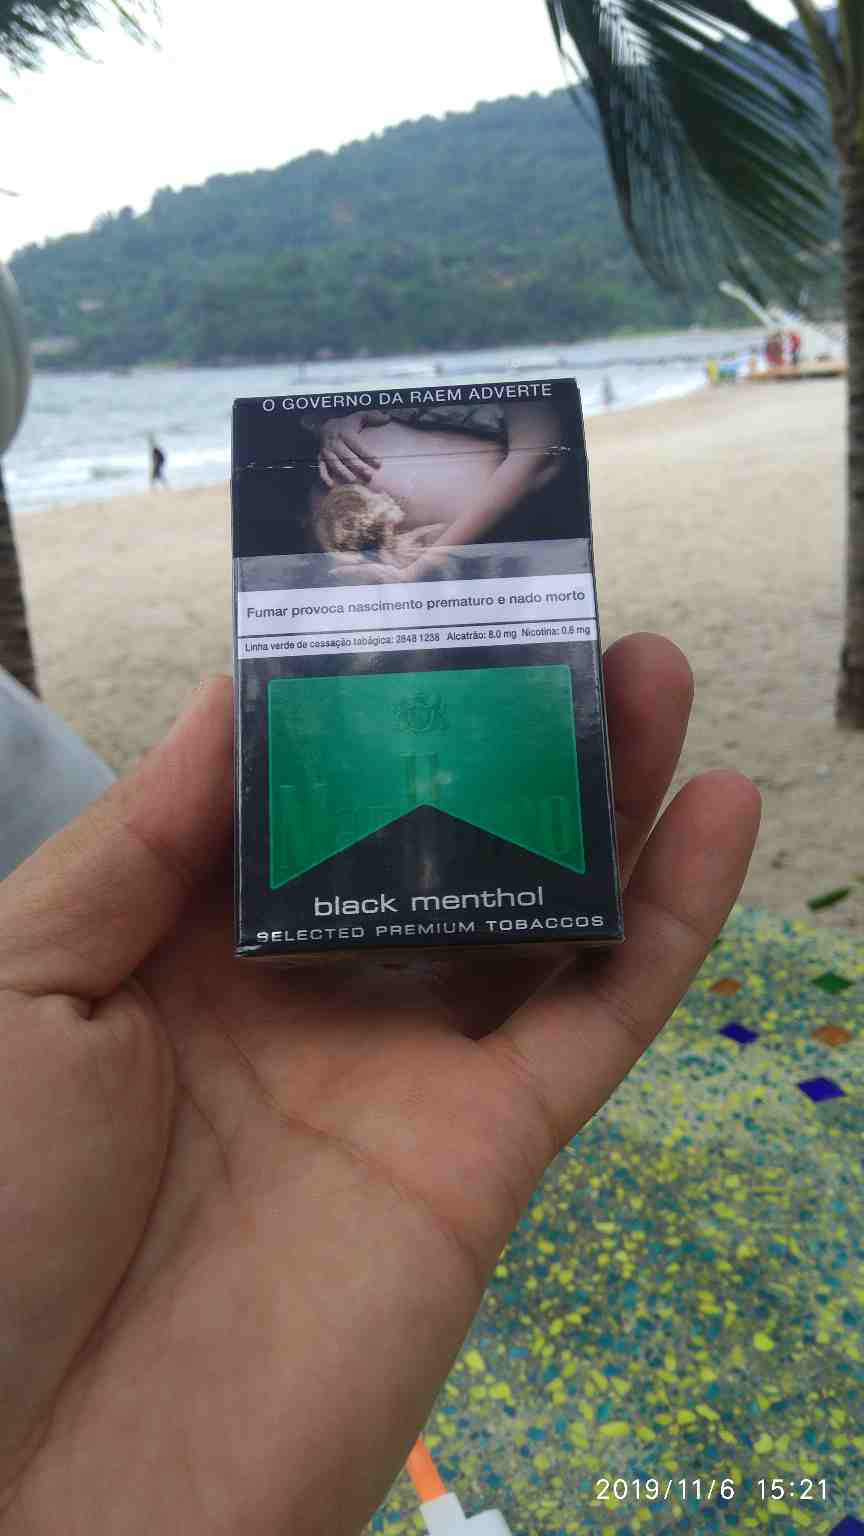 O GOVERNO DA RAEM ADVERTE
Fumar provoca nascimento prematuro e nado morto
Linha verde de cessação tabágica: 2848 1238 Alcatrão: 8.0 mg Nicotina: 0.6 mg
Marlboro
black menthol
SELECTED PREMIUM TOBACCOS
2019/11/6 15:21